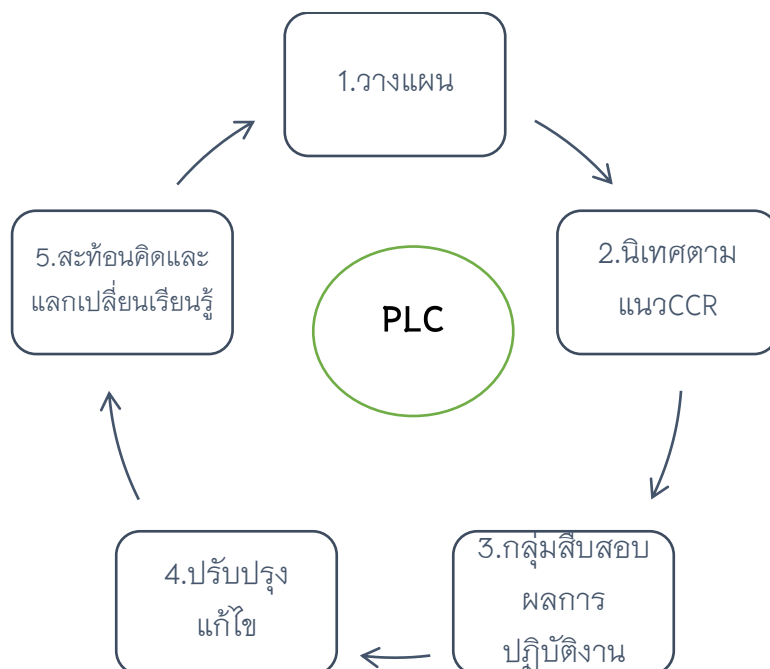 1.วางแผน
2.นิเทศตาม
แนวCCR
3.กลุ่มสืบสอบ
ผลการ
ปฏิบัติงาน
4.ปรับปรุง
แก้ไข
5.สะท้อนคิดและ
แลกเปลี่ยนเรียนรู้
PLC